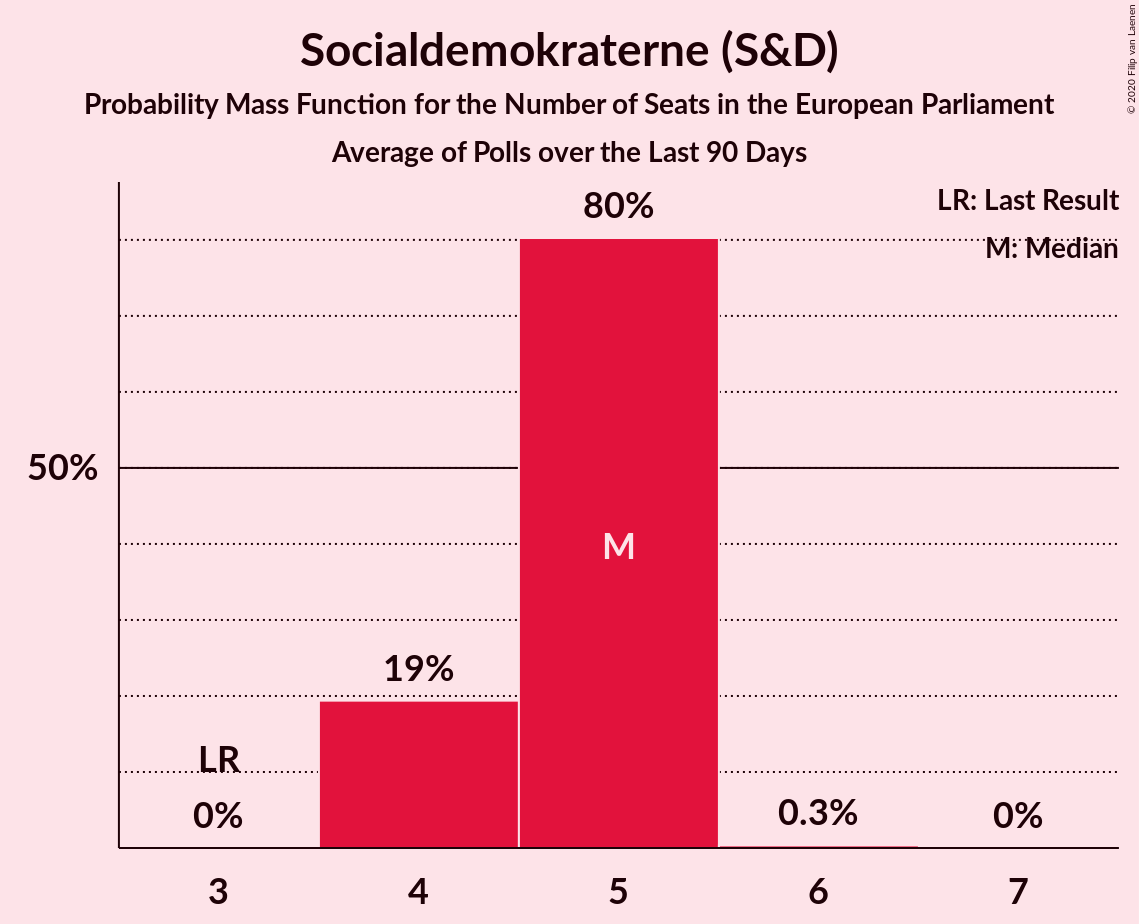 Socialdemokraterne (S&D)
Probability Mass Function for the Number of Seats in the European Parliament
Average of Polls over the Last 90 Days
© 2020 Filip van Laenen
LR: Last Result
M: Median
80%
50%
M
19%
LR
0%
0.3%
0%
3 4 5 6 7